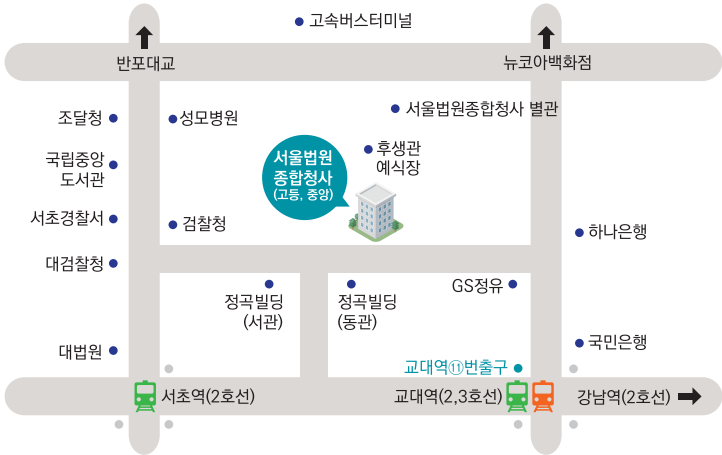 고속버스터미널
반포대교
뉴코아백화점
조달청
성모병원
서울법원종합청사 별관
국립중앙
도서관
서울법원
종합청사
(고등, 중앙)
후생관
예식장
서초경찰서
검찰청
하나은행
대검찰청
정곡빌딩
(서관)
정곡빌딩
(동관)
GS정유
대법원
국민은행
교대역⑪번출구
서초역(2호선)
교대역(2,3호선)
강남역(2호선)